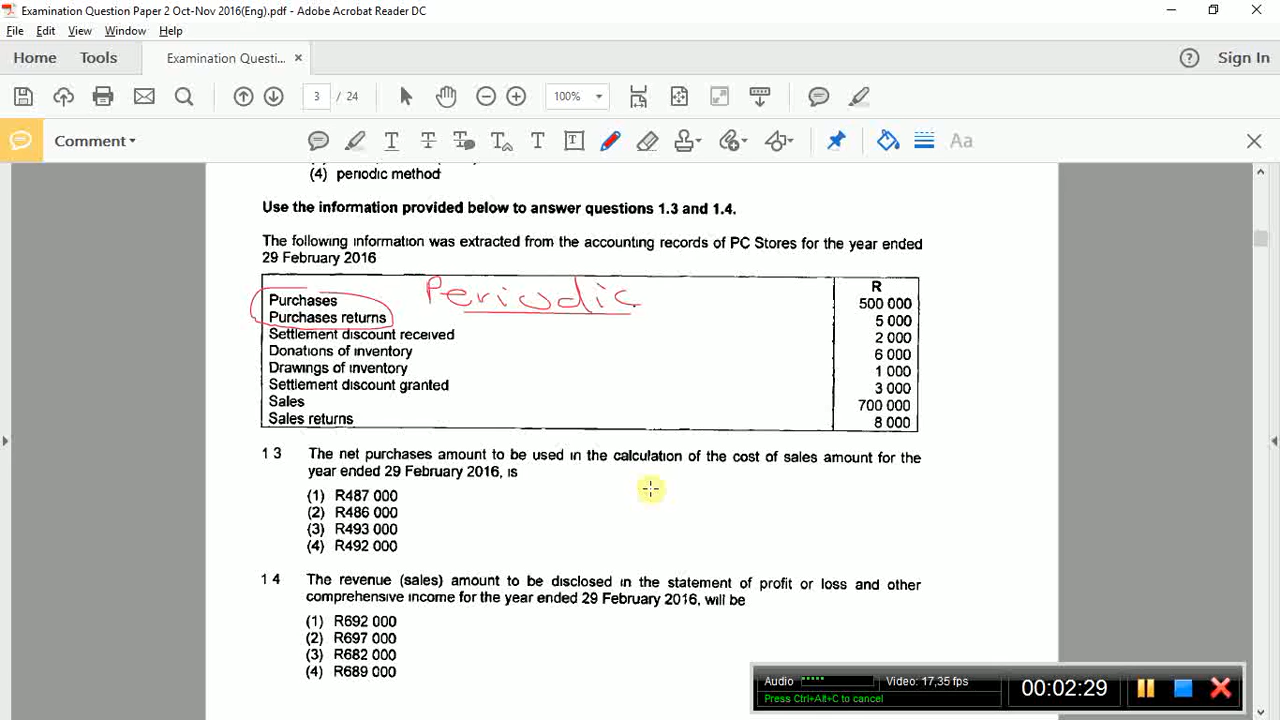 Examination Question Paper 2 Oct-Nov 2016(Eng).pdf - Adobe Acrobat Reader DC
File Edit View Window Help
Home Tools Examination Questi... × Sign In
3 / 24 100%
Comment
(4) periodic method
Use the information provided below to answer questions 1.3 and 1.4.
The following information was extracted from the accounting records of PC Stores for the year ended
29 February 2016
Periodic
R
Purchases 500 000
Purchases returns 5 000
Settlement discount received 2 000
Donations of inventory 6 000
Drawings of inventory 1 000
Settlement discount granted 3 000
Sales 700 000
Sales returns 8 000
1 3 The net purchases amount to be used in the calculation of the cost of sales amount for the
year ended 29 February 2016, is
(1) R487 000
(2) R486 000
(3) R493 000
(4) R492 000
1 4 The revenue (sales) amount to be disclosed in the statement of profit or loss and other
comprehensive income for the year ended 29 February 2016, will be
(1) R692 000
(2) R697 000
(3) R682 000
(4) R689 000
Audio Video: 17,35 fps
Press Ctrl+Alt+C to cancel
00:02:29